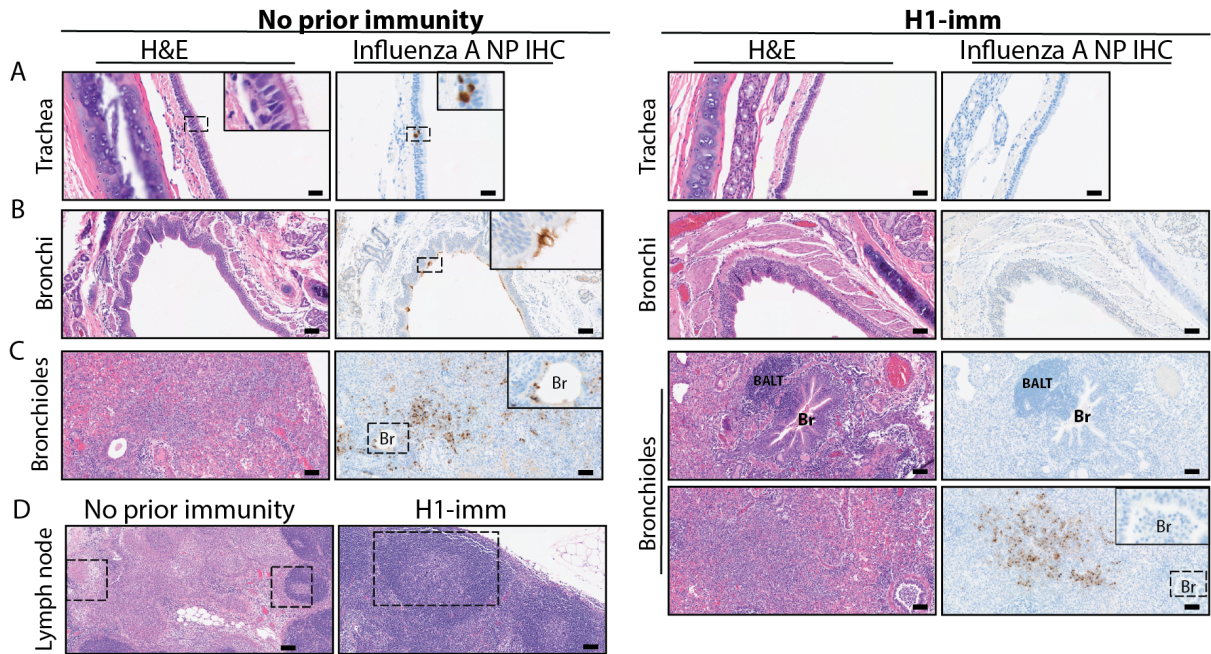 No prior immunity
H&E
Influenza A NP IHC
A
Trachea
B
Bronchi
C
Bronchioles
Br
Br
D
No prior immunity
H1-imm
Lymph node
H1-imm
H&E
Influenza A NP IHC
Trachea
Bronchi
Bronchioles
BALT
Br
BALT
Br
Br
Br